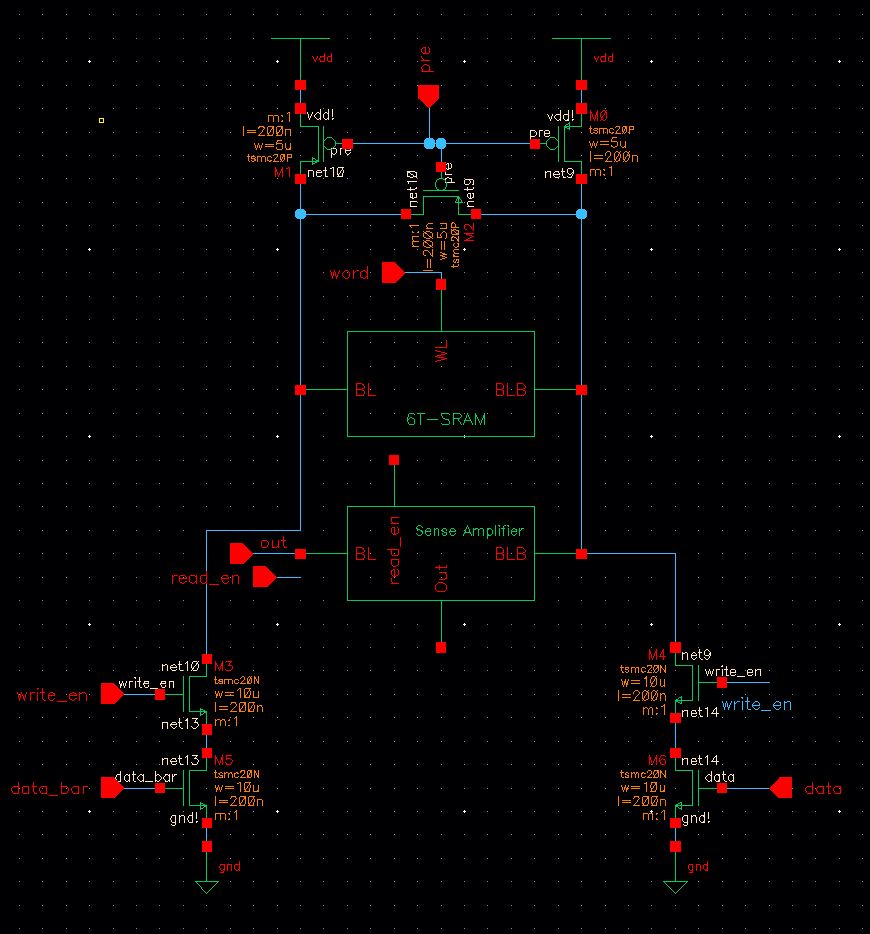 vdd
vdd
pre
m:1
l=200n
w=5u
tsmc20P
M1
vdd!
pre
net10
vdd!
pre
net9
M0
tsmc20P
w=5u
l=200n
m:1
net10
pre
net9
m:1
l=200n
w=5u
tsmc20P
M2
word
WL
BL
BLB
6T-SRAM
Sense Amplifier
out
BL
read_en
BLB
read_en
Out
net10
M3
write_en
write_en
tsmc20N
w=10u
l=200n
m:1
net13
M4
net9
tsmc20N
w=10u
l=200n
m:1
write_en
write_en
net14
net13
M5
data_bar
data_bar
tsmc20N
w=10u
l=200n
m:1
gnd!
M6
net14
tsmc20N
w=10u
l=200n
m:1
data
data
gnd!
gnd
gnd